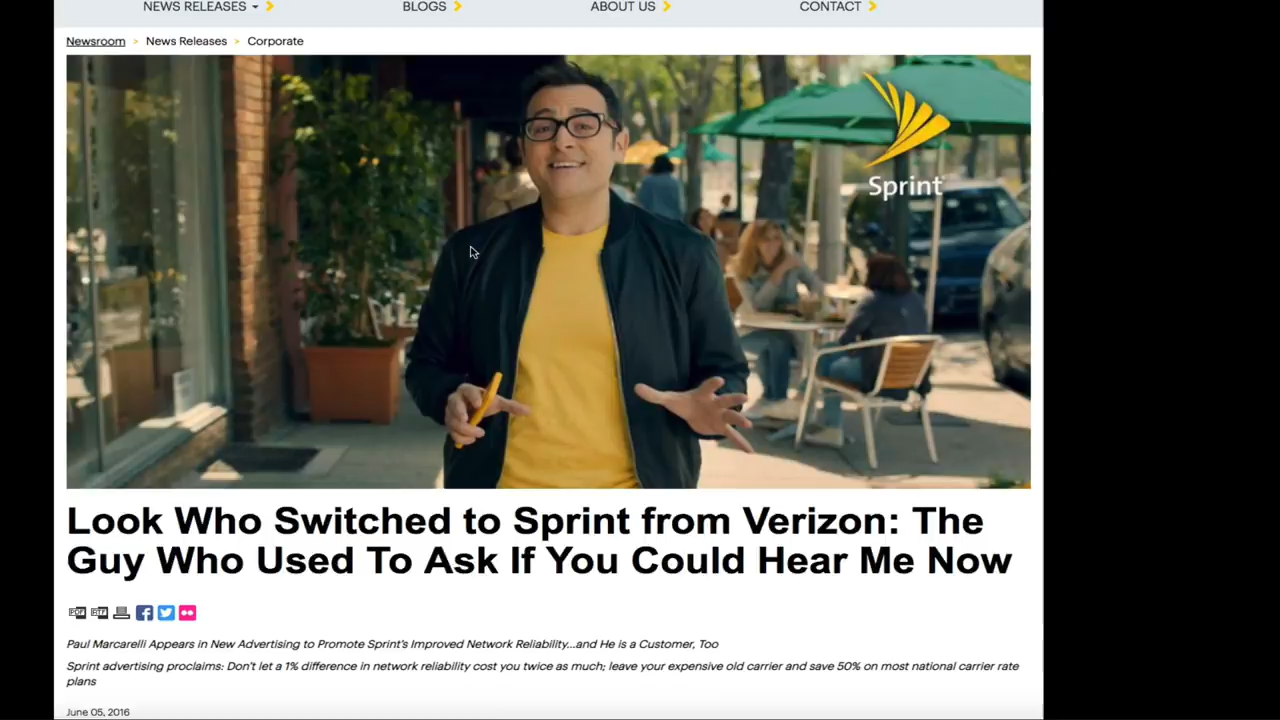 NEWS RELEASES
BLOGS
ABOUT US
CONTACT
Newsroom > News Releases > Corporate
Sprint
Look Who Switched to Sprint from Verizon: The
Guy Who Used To Ask If You Could Hear Me Now
PDF RTF
Paul Marcarelli Appears in New Advertising to Promote Sprint's Improved Network Reliability...and He is a Customer, Too
Sprint advertising proclaims: Don't let a 1% difference in network reliability cost you twice as much; leave your expensive old carrier and save 50% on most national carrier rate
plans
June 05, 2016